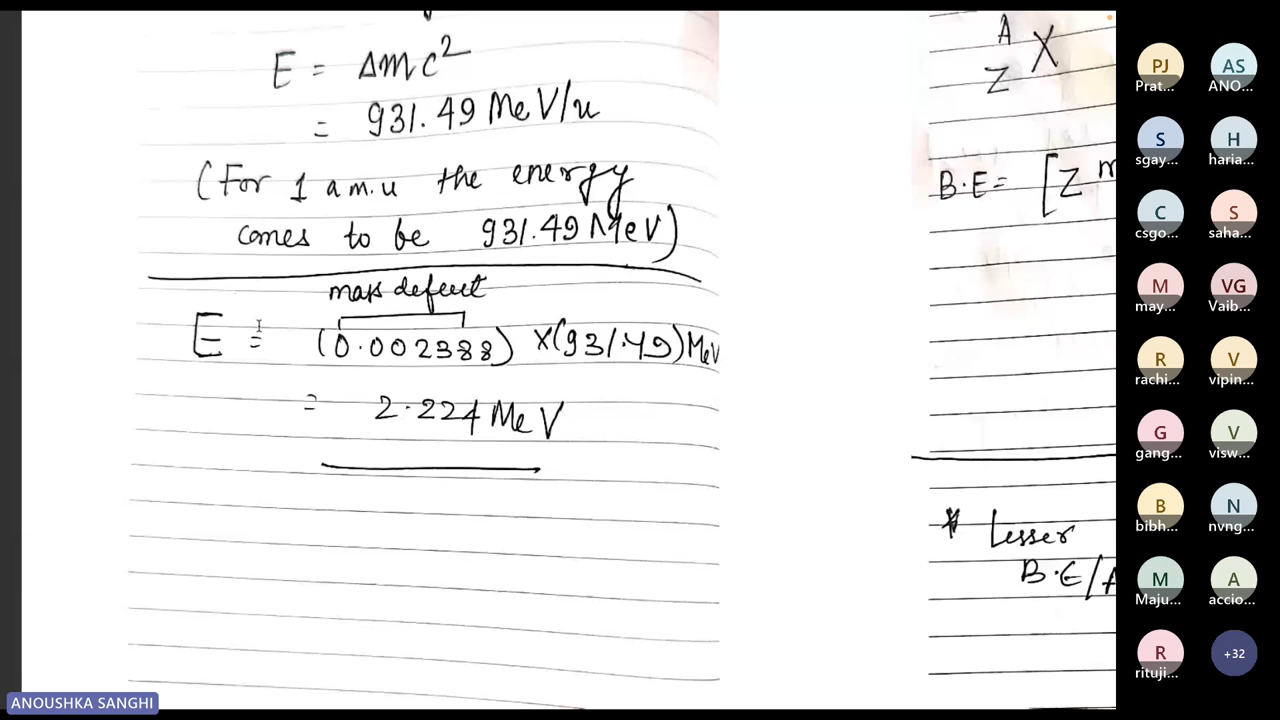 E = Δmc²
= 931.49 MeV/u
(For 1 a.m.u the energy
comes to be 931.49 MeV)
mass defect
E = (0.002388) X(931.49)MeV
= 2.224 MeV
A
Z X
B.E = [Z m
* Lesser
B.E/A
PJ
Prat...
AS
ANO...
S
sgay...
H
haria...
C
csgo...
S
saha...
M
may...
VG
Vaib...
R
rachi...
V
vipin...
G
gang...
V
visw...
B
bibh...
N
nvng...
M
Maju...
A
accio...
R
rituji...
+32
ANOUSHKA SANGHI